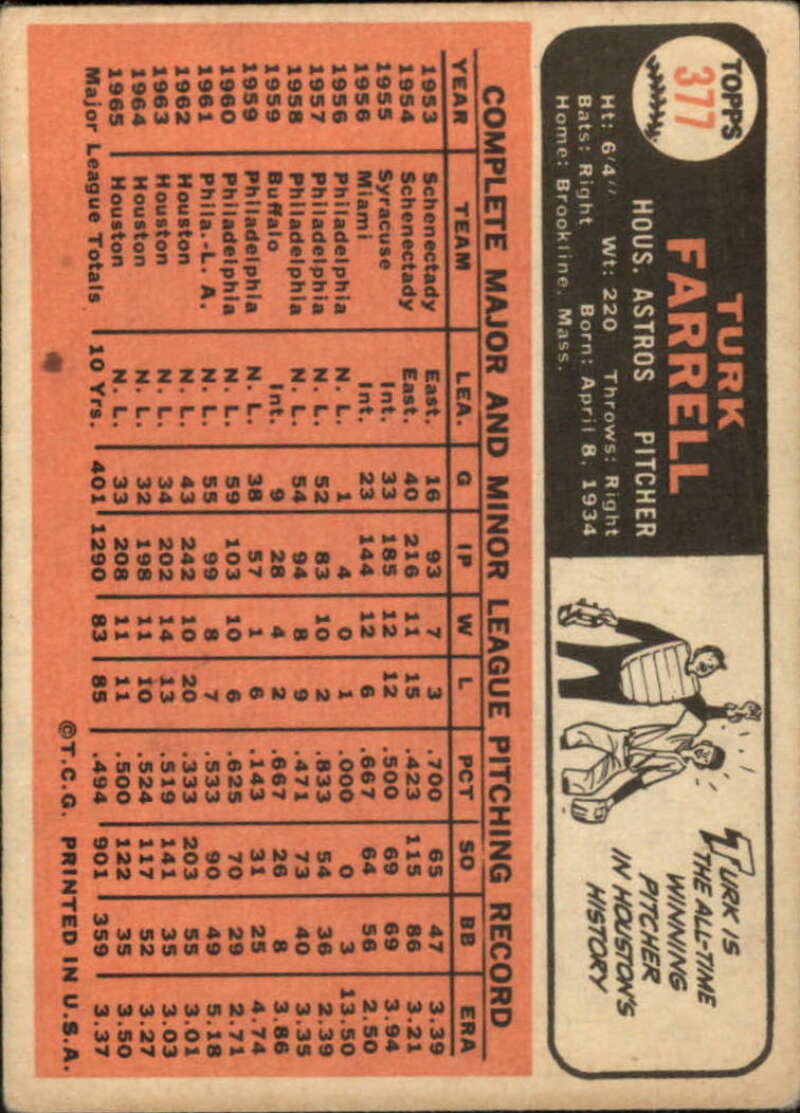 TOPPS
377
TURK
FARRELL
HOUS. ASTROS PITCHER
Ht: 6'4" Wt: 220 Throws: Right
Bats: Right Born: April 8, 1934
Home: Brookline, Mass.
TURK IS
THE ALL-TIME
WINNING
PITCHER
IN HOUSTON'S
HISTORY
COMPLETE MAJOR AND MINOR LEAGUE PITCHING RECORD
YEAR TEAM LEA. G IP W L PCT SO BB ERA
1953 Schenectady East. 16 93 7 3 .700 65 47 3.39
1954 Schenectady East. 40 216 11 15 .423 115 86 3.21
1955 Syracuse Int. 33 185 12 12 .500 69 69 3.94
1956 Miami Int. 23 144 12 6 .667 64 56 2.50
1956 Philadelphia N. L. 1 4 0 1 .000 0 3 13.50
1957 Philadelphia N. L. 52 83 10 2 .833 54 36 2.39
1958 Philadelphia N. L. 54 94 8 9 .471 73 40 3.35
1959 Buffalo Int. 9 28 4 2 .667 26 8 3.86
1959 Philadelphia N. L. 38 57 1 6 .143 31 25 4.74
1960 Philadelphia N. L. 59 103 10 6 .625 70 29 2.71
1961 Phila.-L. A. N. L. 55 99 8 7 .533 90 49 5.18
1962 Houston N. L. 43 242 10 20 .333 203 55 3.01
1963 Houston N. L. 34 202 14 13 .519 141 35 3.03
1964 Houston N. L. 32 198 11 10 .524 117 52 3.27
1965 Houston N. L. 33 208 11 11 .500 122 35 3.50
Major League Totals 10 Yrs. 401 1290 83 85 .494 901 359 3.37
©T.C.G. PRINTED IN U.S.A.